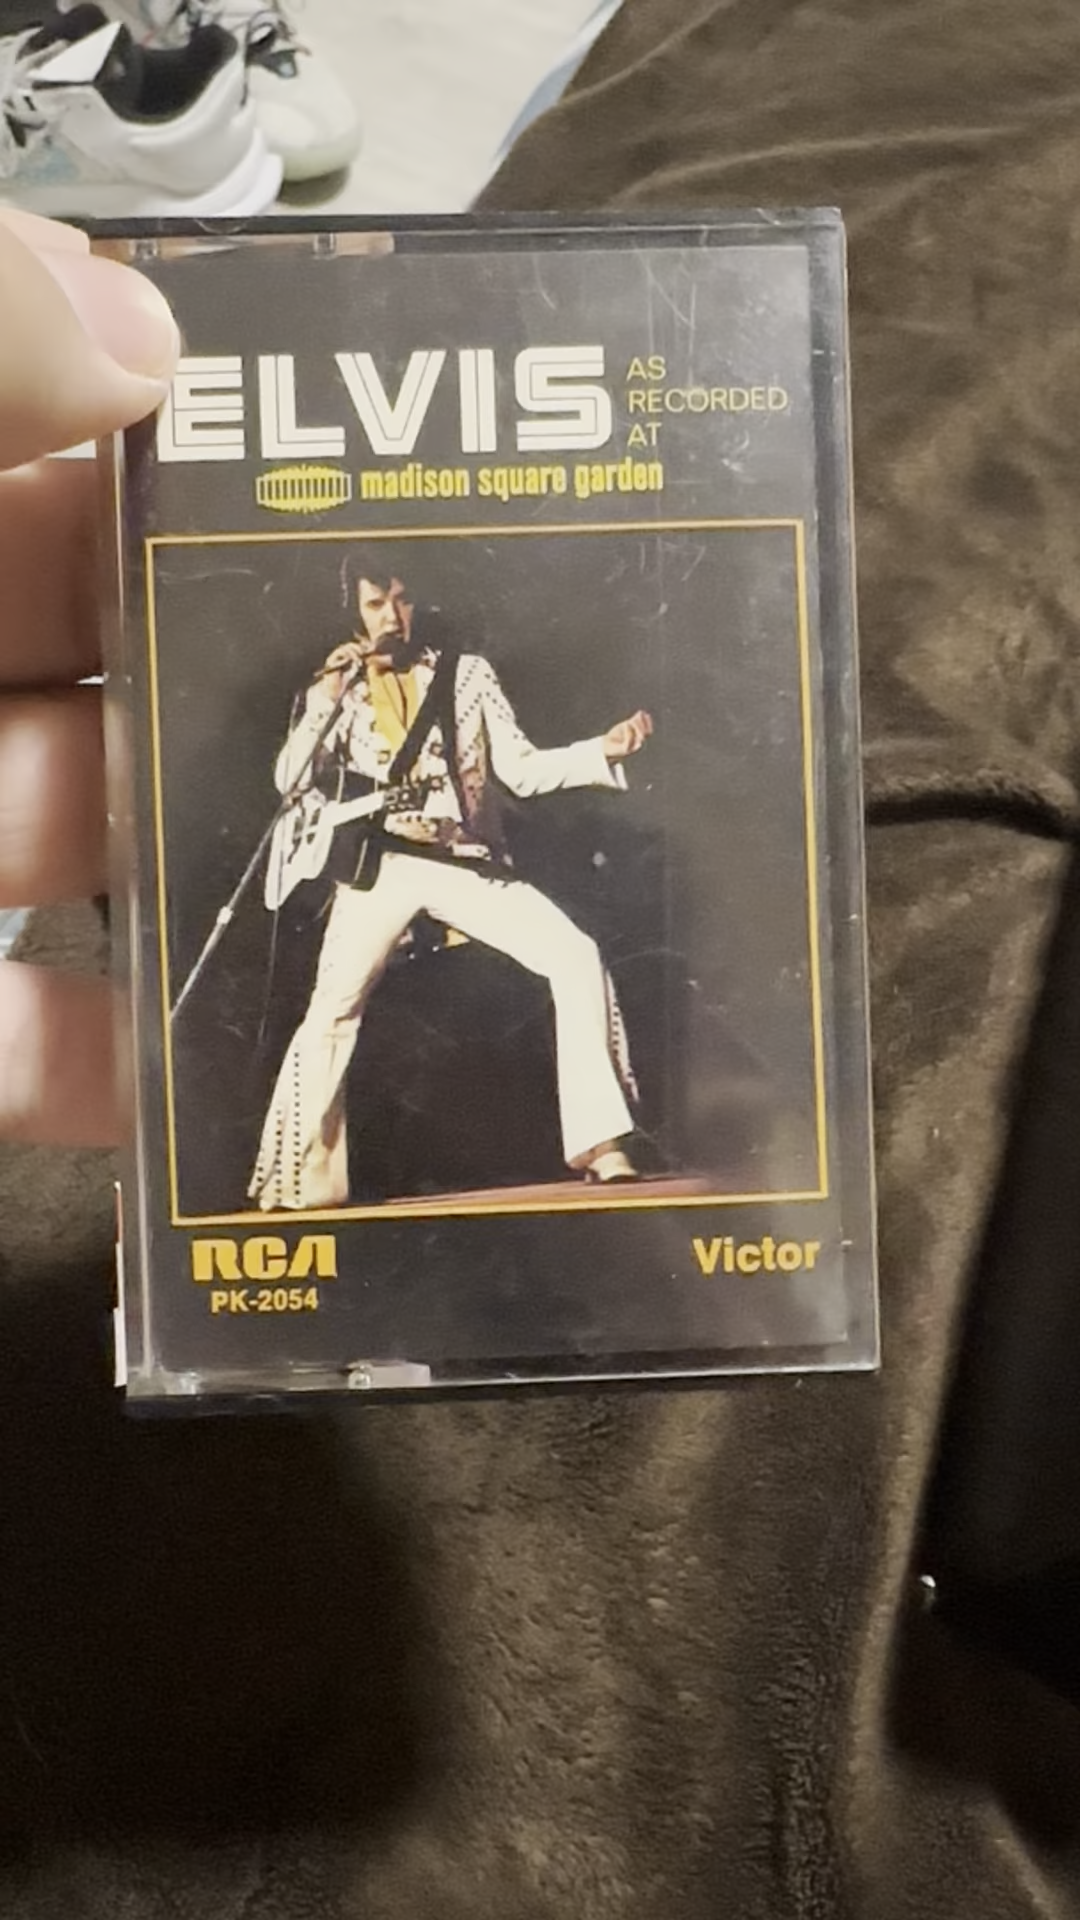 ELVIS
AS
RECORDED
AT
madison square garden
RCA
PK-2054
Victor